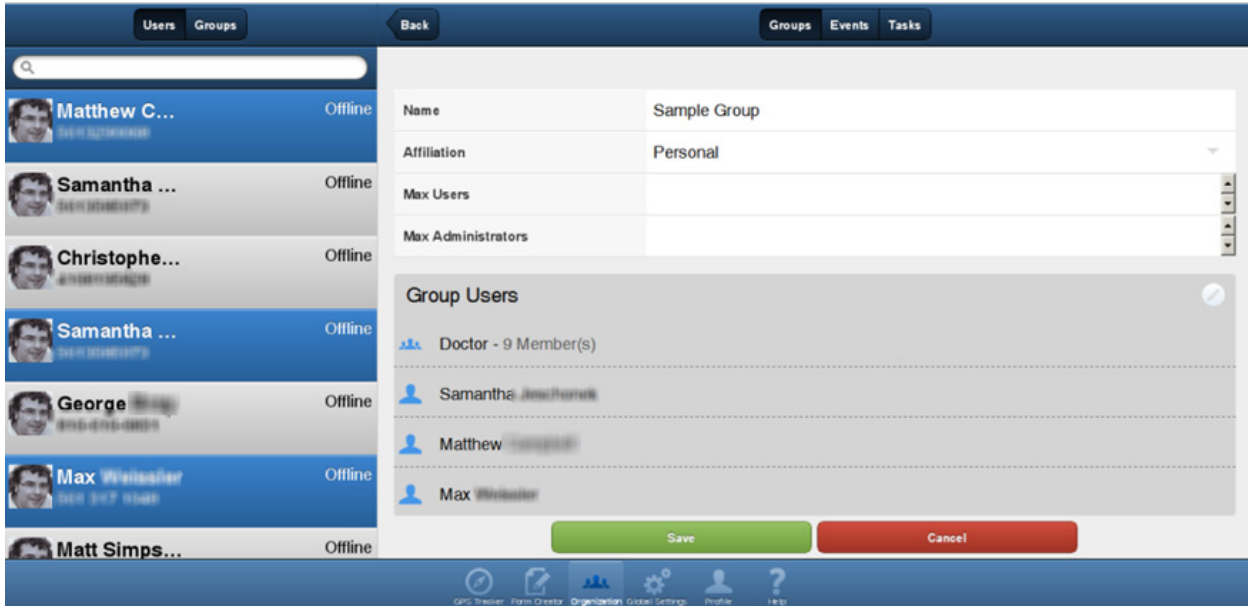 Users Groups
Back
Groups Events Tasks
Matthew C...
Offline
Samantha ...
Offline
Christophe...
Offline
Samantha ...
Offline
George
Offline
Max
Offline
Matt Simps...
Offline
Name Sample Group
Affiliation Personal
Max Users
Max Administrators
Group Users
Doctor - 9 Member(s)
Samantha
Matthew
Max
Save Cancel
GPS Tracker Form Creator Organization Global Settings Profile Help